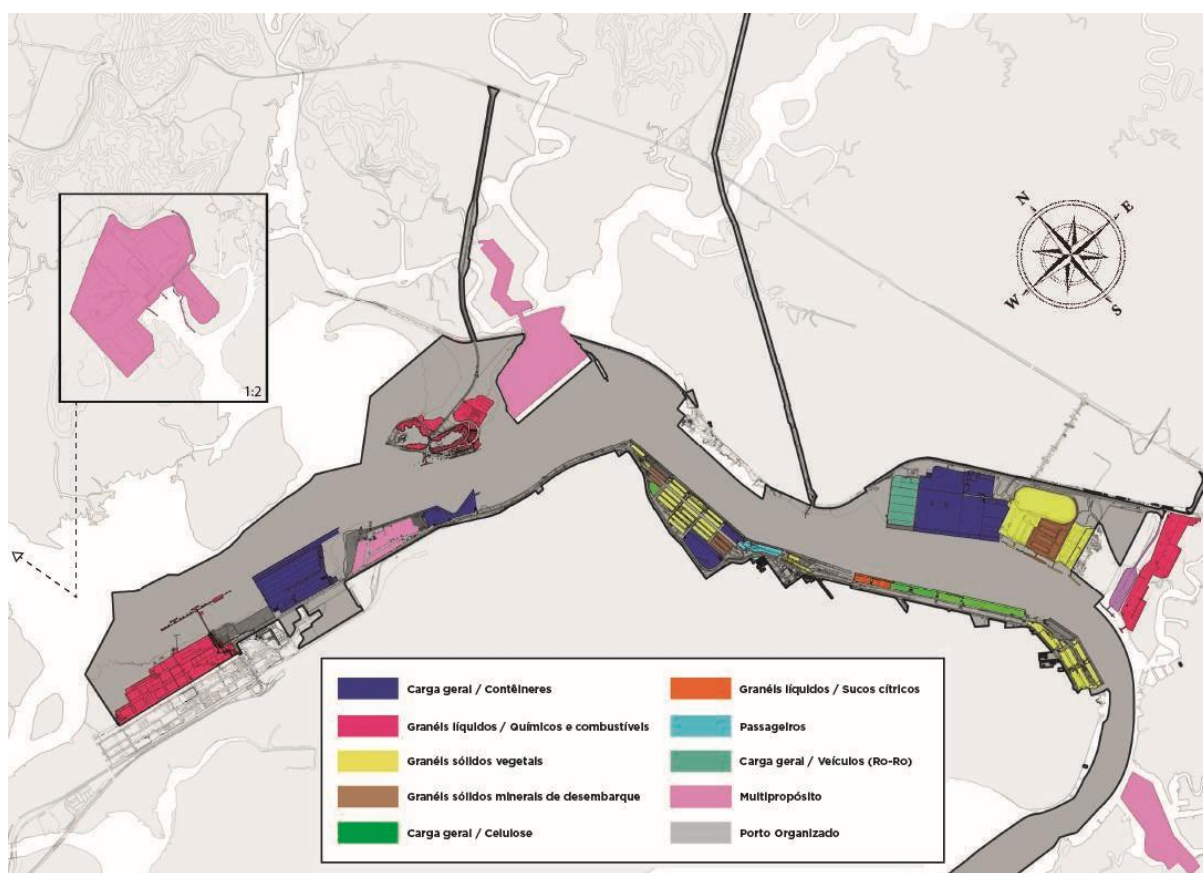 N
E
W
S
1:2
Carga geral / Contêineres
Granéis líquidos / Químicos e combustíveis
Granéis sólidos vegetais
Granéis sólidos minerais de desembarque
Carga geral / Celulose
Granéis líquidos / Sucos cítricos
Passageiros
Carga geral / Veículos (Ro-Ro)
Multipropósito
Porto Organizado